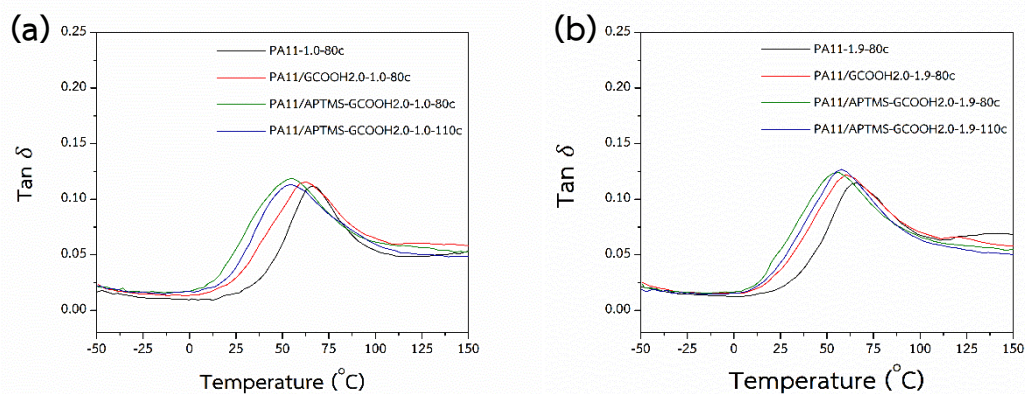 (a)
0.25
0.20
0.15
0.10
0.05
0.00
Tan δ
PA11-1.0-80c
PA11/GCOOH2.0-1.0-80c
PA11/APTMS-GCOOH2.0-1.0-80c
PA11/APTMS-GCOOH2.0-1.0-110c
-50 -25 0 25 50 75 100 125 150
Temperature (°C)
(b)
0.25
0.20
0.15
0.10
0.05
0.00
Tan δ
PA11-1.9-80c
PA11/GCOOH2.0-1.9-80c
PA11/APTMS-GCOOH2.0-1.9-80c
PA11/APTMS-GCOOH2.0-1.9-110c
-50 -25 0 25 50 75 100 125 150
Temperature (°C)